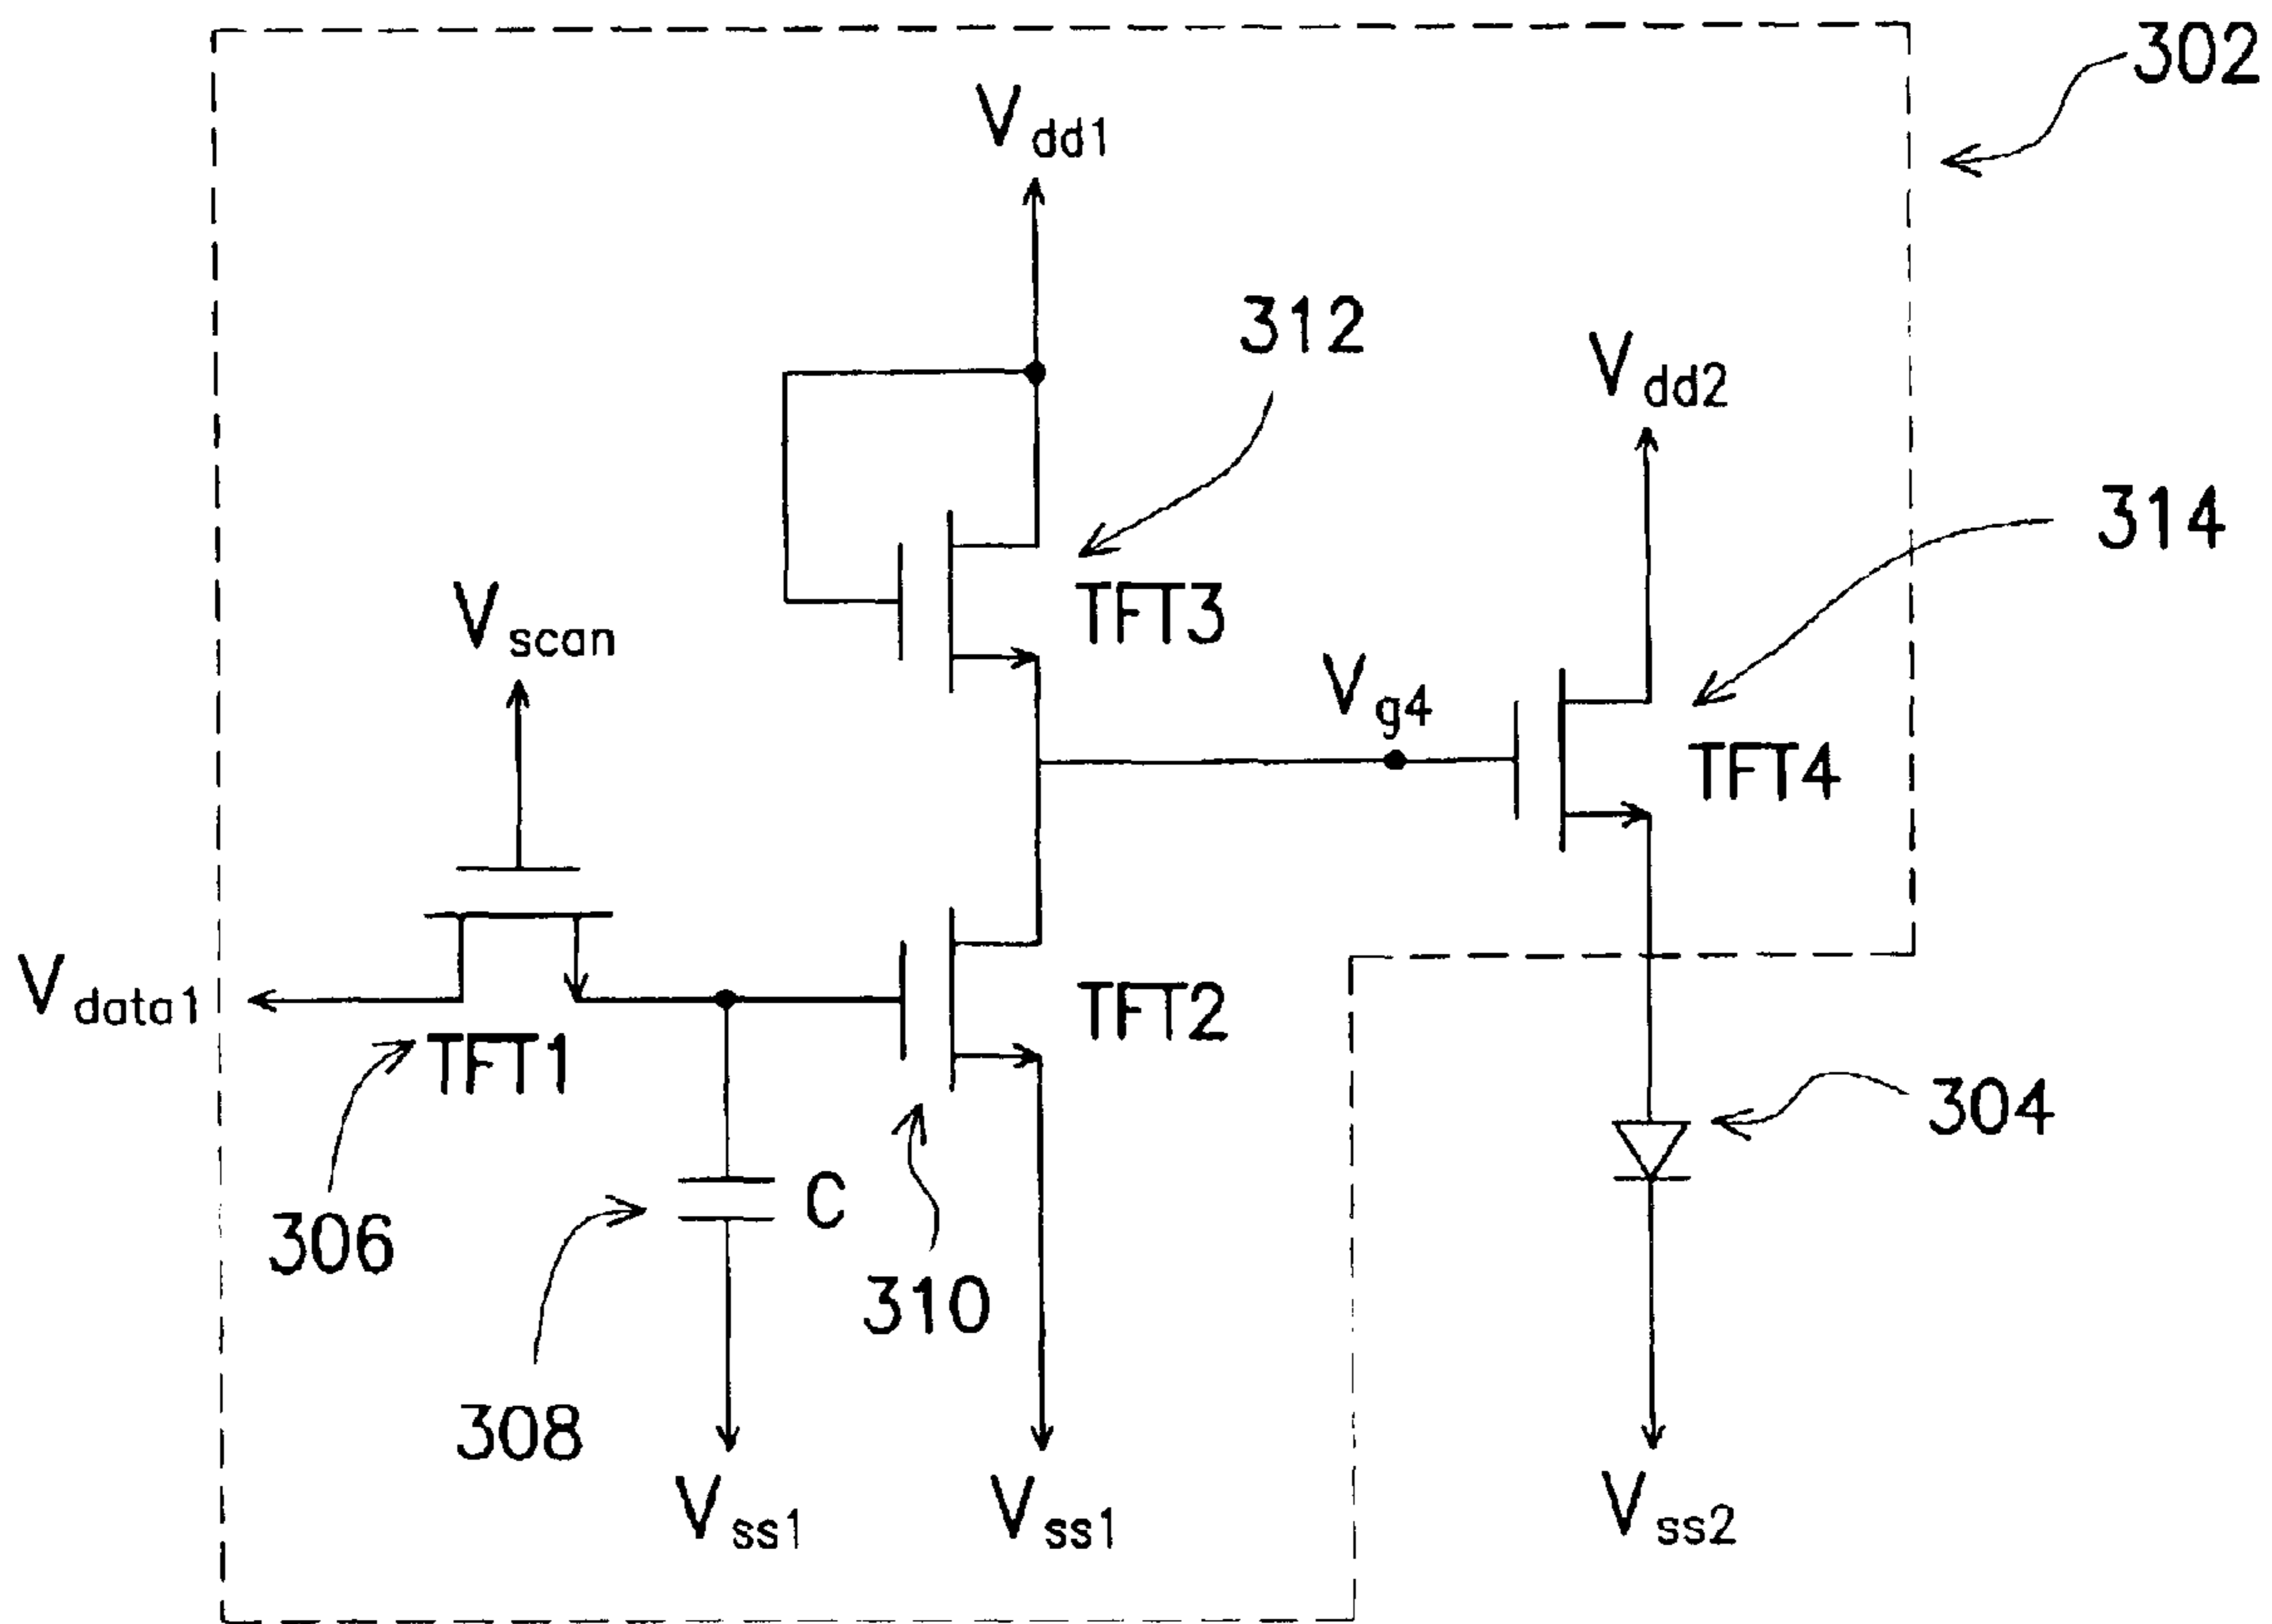 302
Vdd1
312
Vdd2
314
TFT3
Vscan
Vg4
TFT4
Vdata1
TFT1
TFT2
304
C
306
310
308
Vss1
Vss1
Vss2